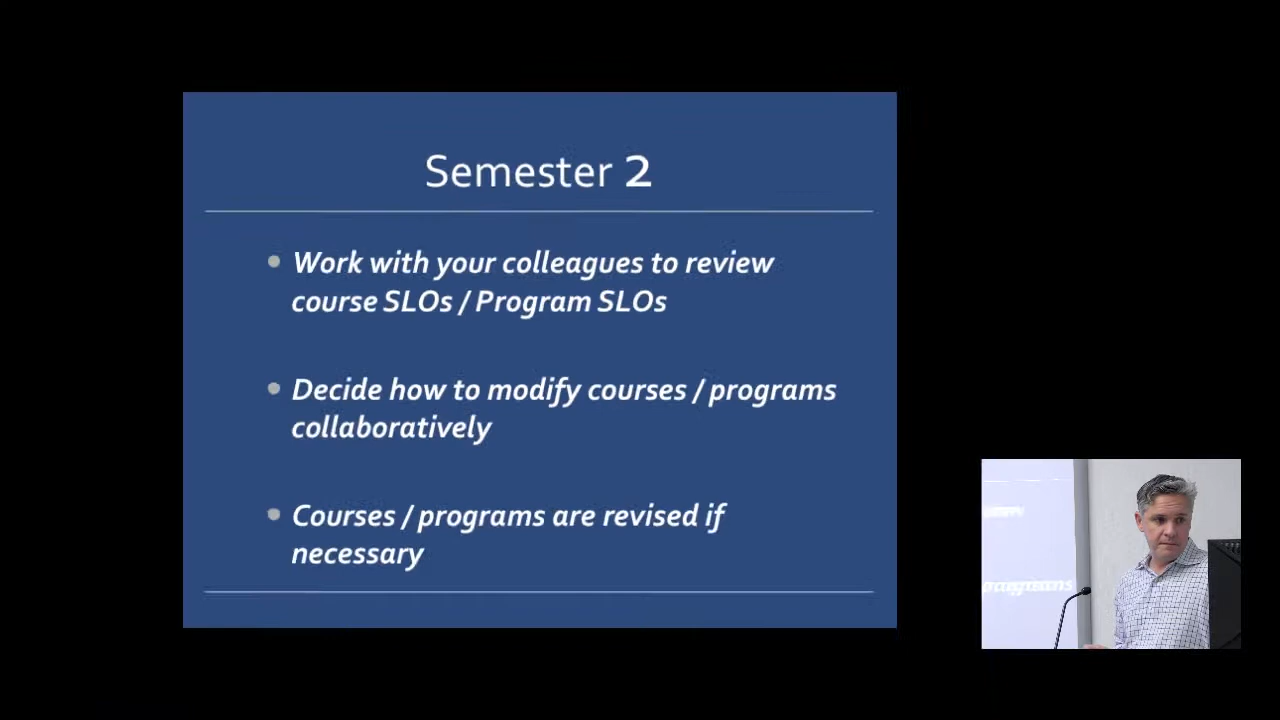 Semester 2
• Work with your colleagues to review
course SLOs / Program SLOs
• Decide how to modify courses / programs
collaboratively
• Courses / programs are revised if
necessary